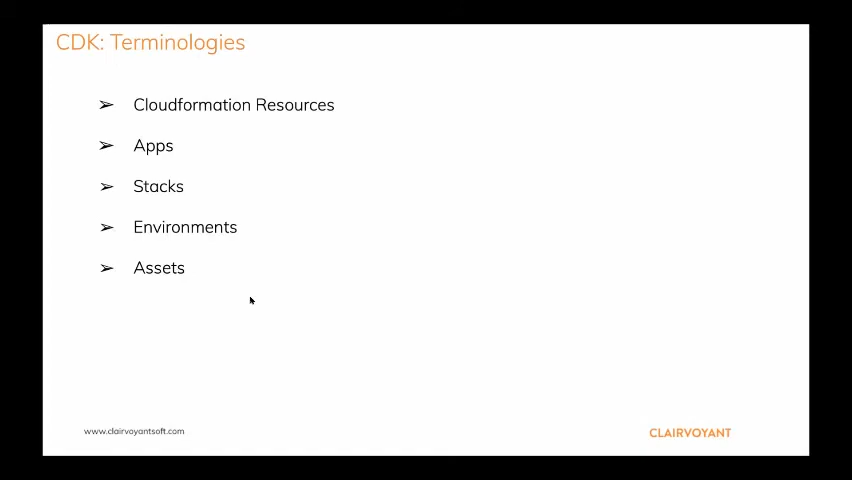 CDK: Terminologies
➢ Cloudformation Resources
➢ Apps
➢ Stacks
➢ Environments
➢ Assets
www.clairvoyantsoft.com
CLAIRVOYANT